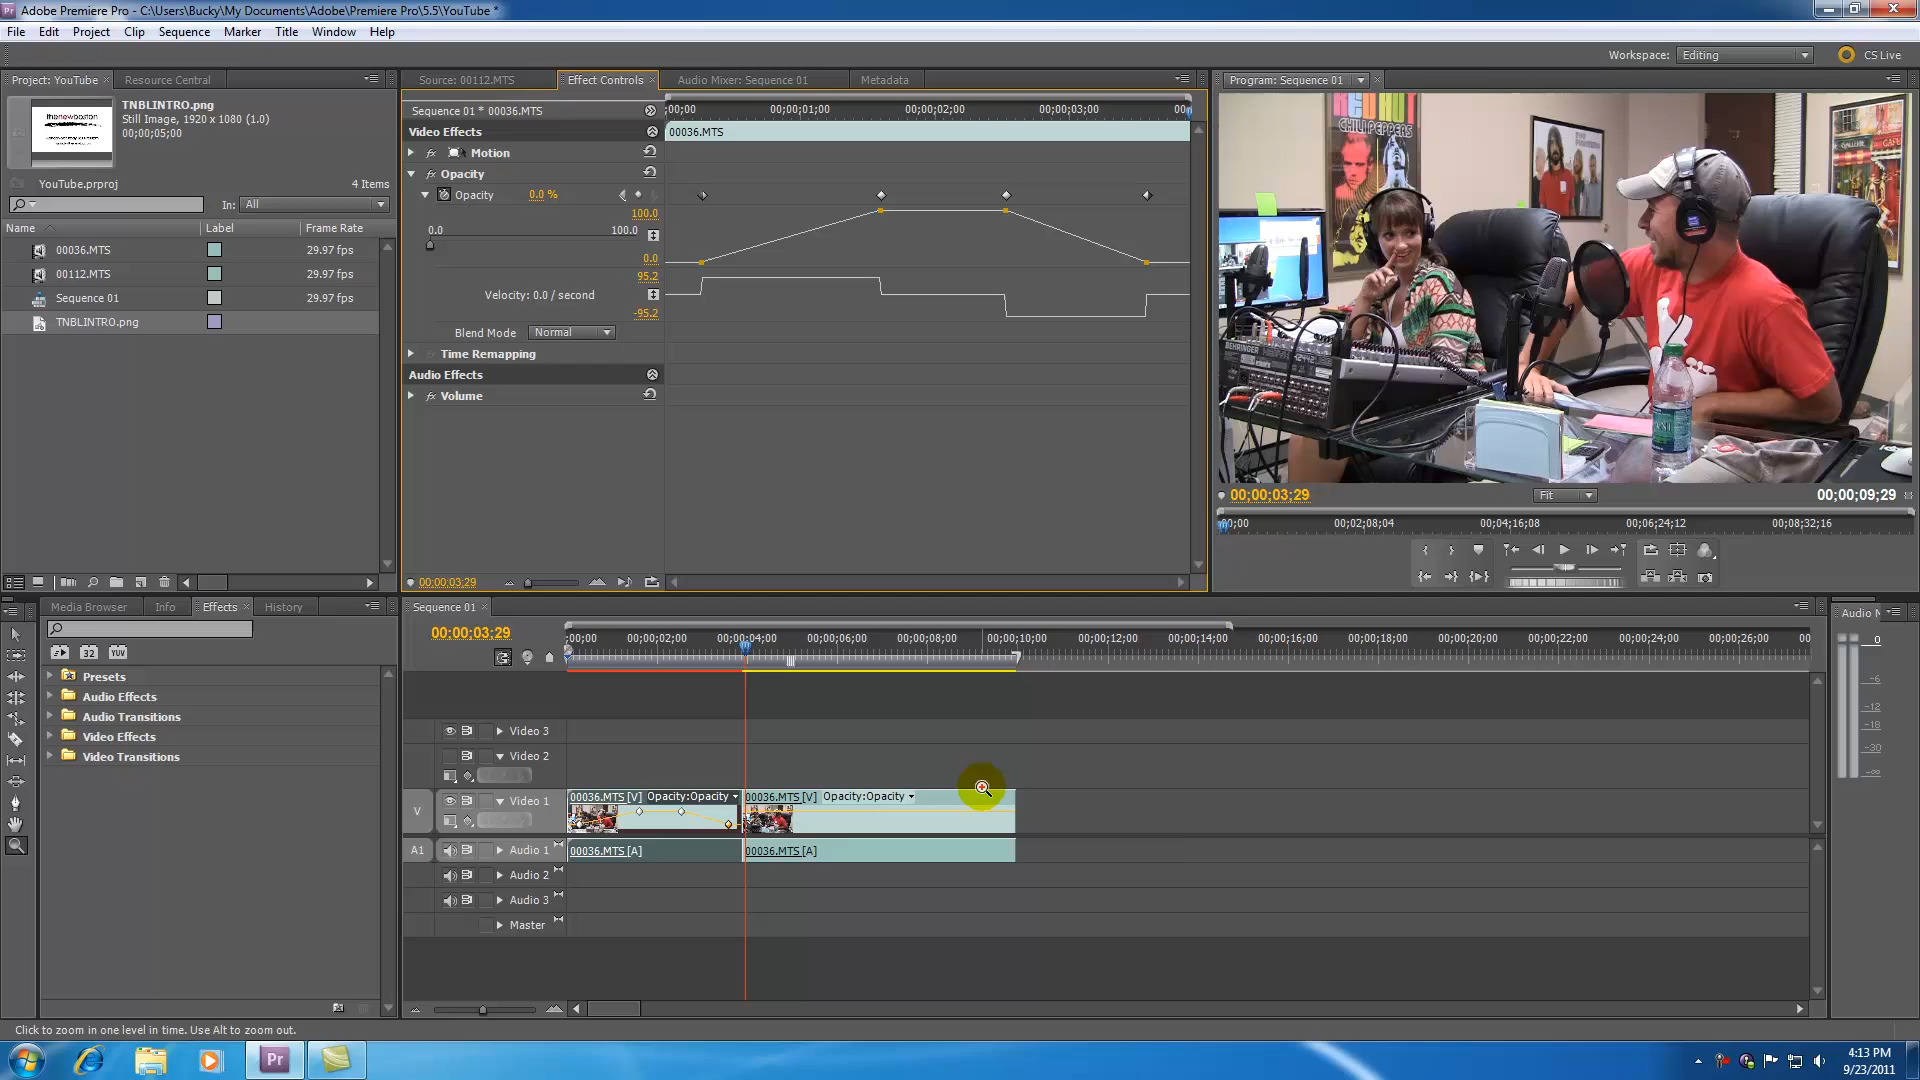 Adobe Premiere Pro - C:\Users\Bucky\My Documents\Adobe\Premiere Pro\5.5\YouTube *
File Edit Project Clip Sequence Marker Title Window Help
Workspace: Editing CS Live
Project: YouTube Resource Central
TNBLINTRO.png
Still Image, 1920 x 1080 (1.0)
00;00;05;00
thenewboston
YouTube.prproj 4 Items
In: All
Name Label Frame Rate
00036.MTS 29.97 fps
00112.MTS 29.97 fps
Sequence 01 29.97 fps
TNBLINTRO.png
Source: 00112.MTS Effect Controls Audio Mixer: Sequence 01 Metadata
Sequence 01 * 00036.MTS
;00;00 00;00;01;00 00;00;02;00 00;00;03;00 00;
Video Effects
00036.MTS
fx Motion
fx Opacity
Opacity 0.0 %
100.0
0.0 100.0
0.0
95.2
Velocity: 0.0 / second
-95.2
Blend Mode Normal
Time Remapping
Audio Effects
fx Volume
00;00;03;29
Program: Sequence 01
CHILI PEPPERS
BEHRINGER
00;00;03;29 Fit 00;00;09;29
00;00 00;02;08;04 00;04;16;08 00;06;24;12 00;08;32;16
Media Browser Info Effects History
32 YUV
Presets
Audio Effects
Audio Transitions
Video Effects
Video Transitions
Sequence 01
00;00;03;29
;00;00 00;00;02;00 00;00;04;00 00;00;06;00 00;00;08;00 00;00;10;00 00;00;12;00 00;00;14;00 00;00;16;00 00;00;18;00 00;00;20;00 00;00;22;00 00;00;24;00 00;00;26;00 00
Video 3
Video 2
V Video 1
00036.MTS [V] Opacity:Opacity
00036.MTS [V] Opacity:Opacity
A1 Audio 1
00036.MTS [A]
00036.MTS [A]
Audio 2
Audio 3
Master
Audio M
0
-6
-12
-18
-30
-∞
Click to zoom in one level in time. Use Alt to zoom out.
Pr
4:13 PM
9/23/2011